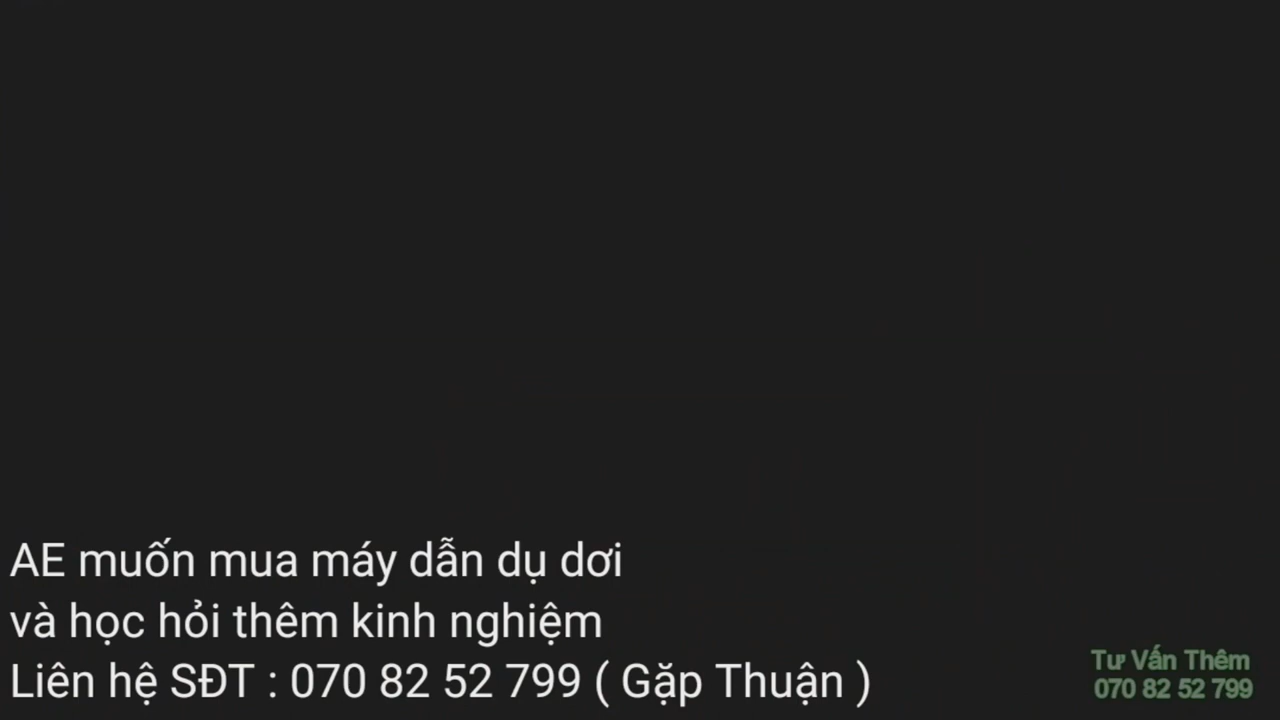 AE muốn mua máy dẫn dụ dơi
và học hỏi thêm kinh nghiệm
Liên hệ SĐT : 070 82 52 799 ( Gặp Thuận )
Tư Vấn Thêm
070 82 52 799